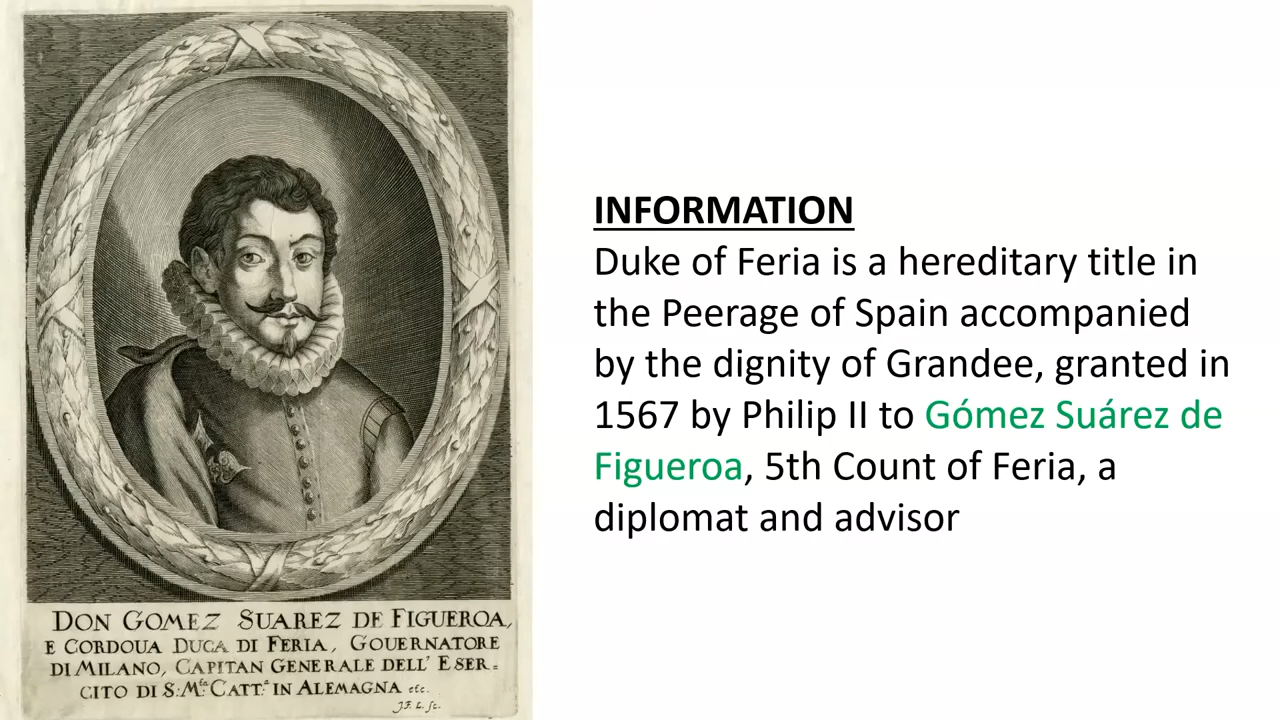 DON GOMEZ SUAREZ DE FIGUEROA,
E CORDOUA DUCA DI FERIA, GOUERNATORE
DI MILANO, CAPITAN GENERALE DELL' ESER=
CITO DI S: M.ta CATT.a IN ALEMAGNA etc.
J.F. L. sc.
INFORMATION
Duke of Feria is a hereditary title in
the Peerage of Spain accompanied
by the dignity of Grandee, granted in
1567 by Philip II to Gómez Suárez de
Figueroa, 5th Count of Feria, a
diplomat and advisor